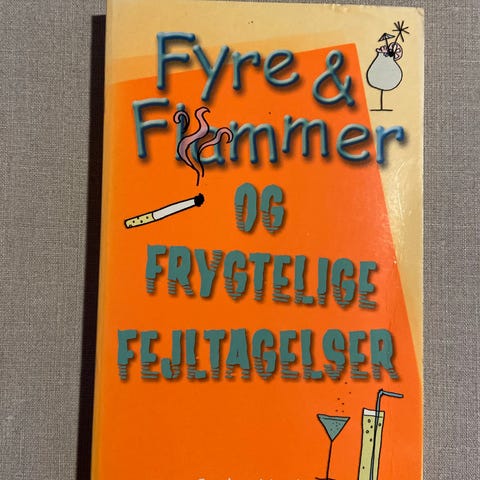 Fyre &
Flammer
OG
FRYGTELIGE
FEJLTAGELSER